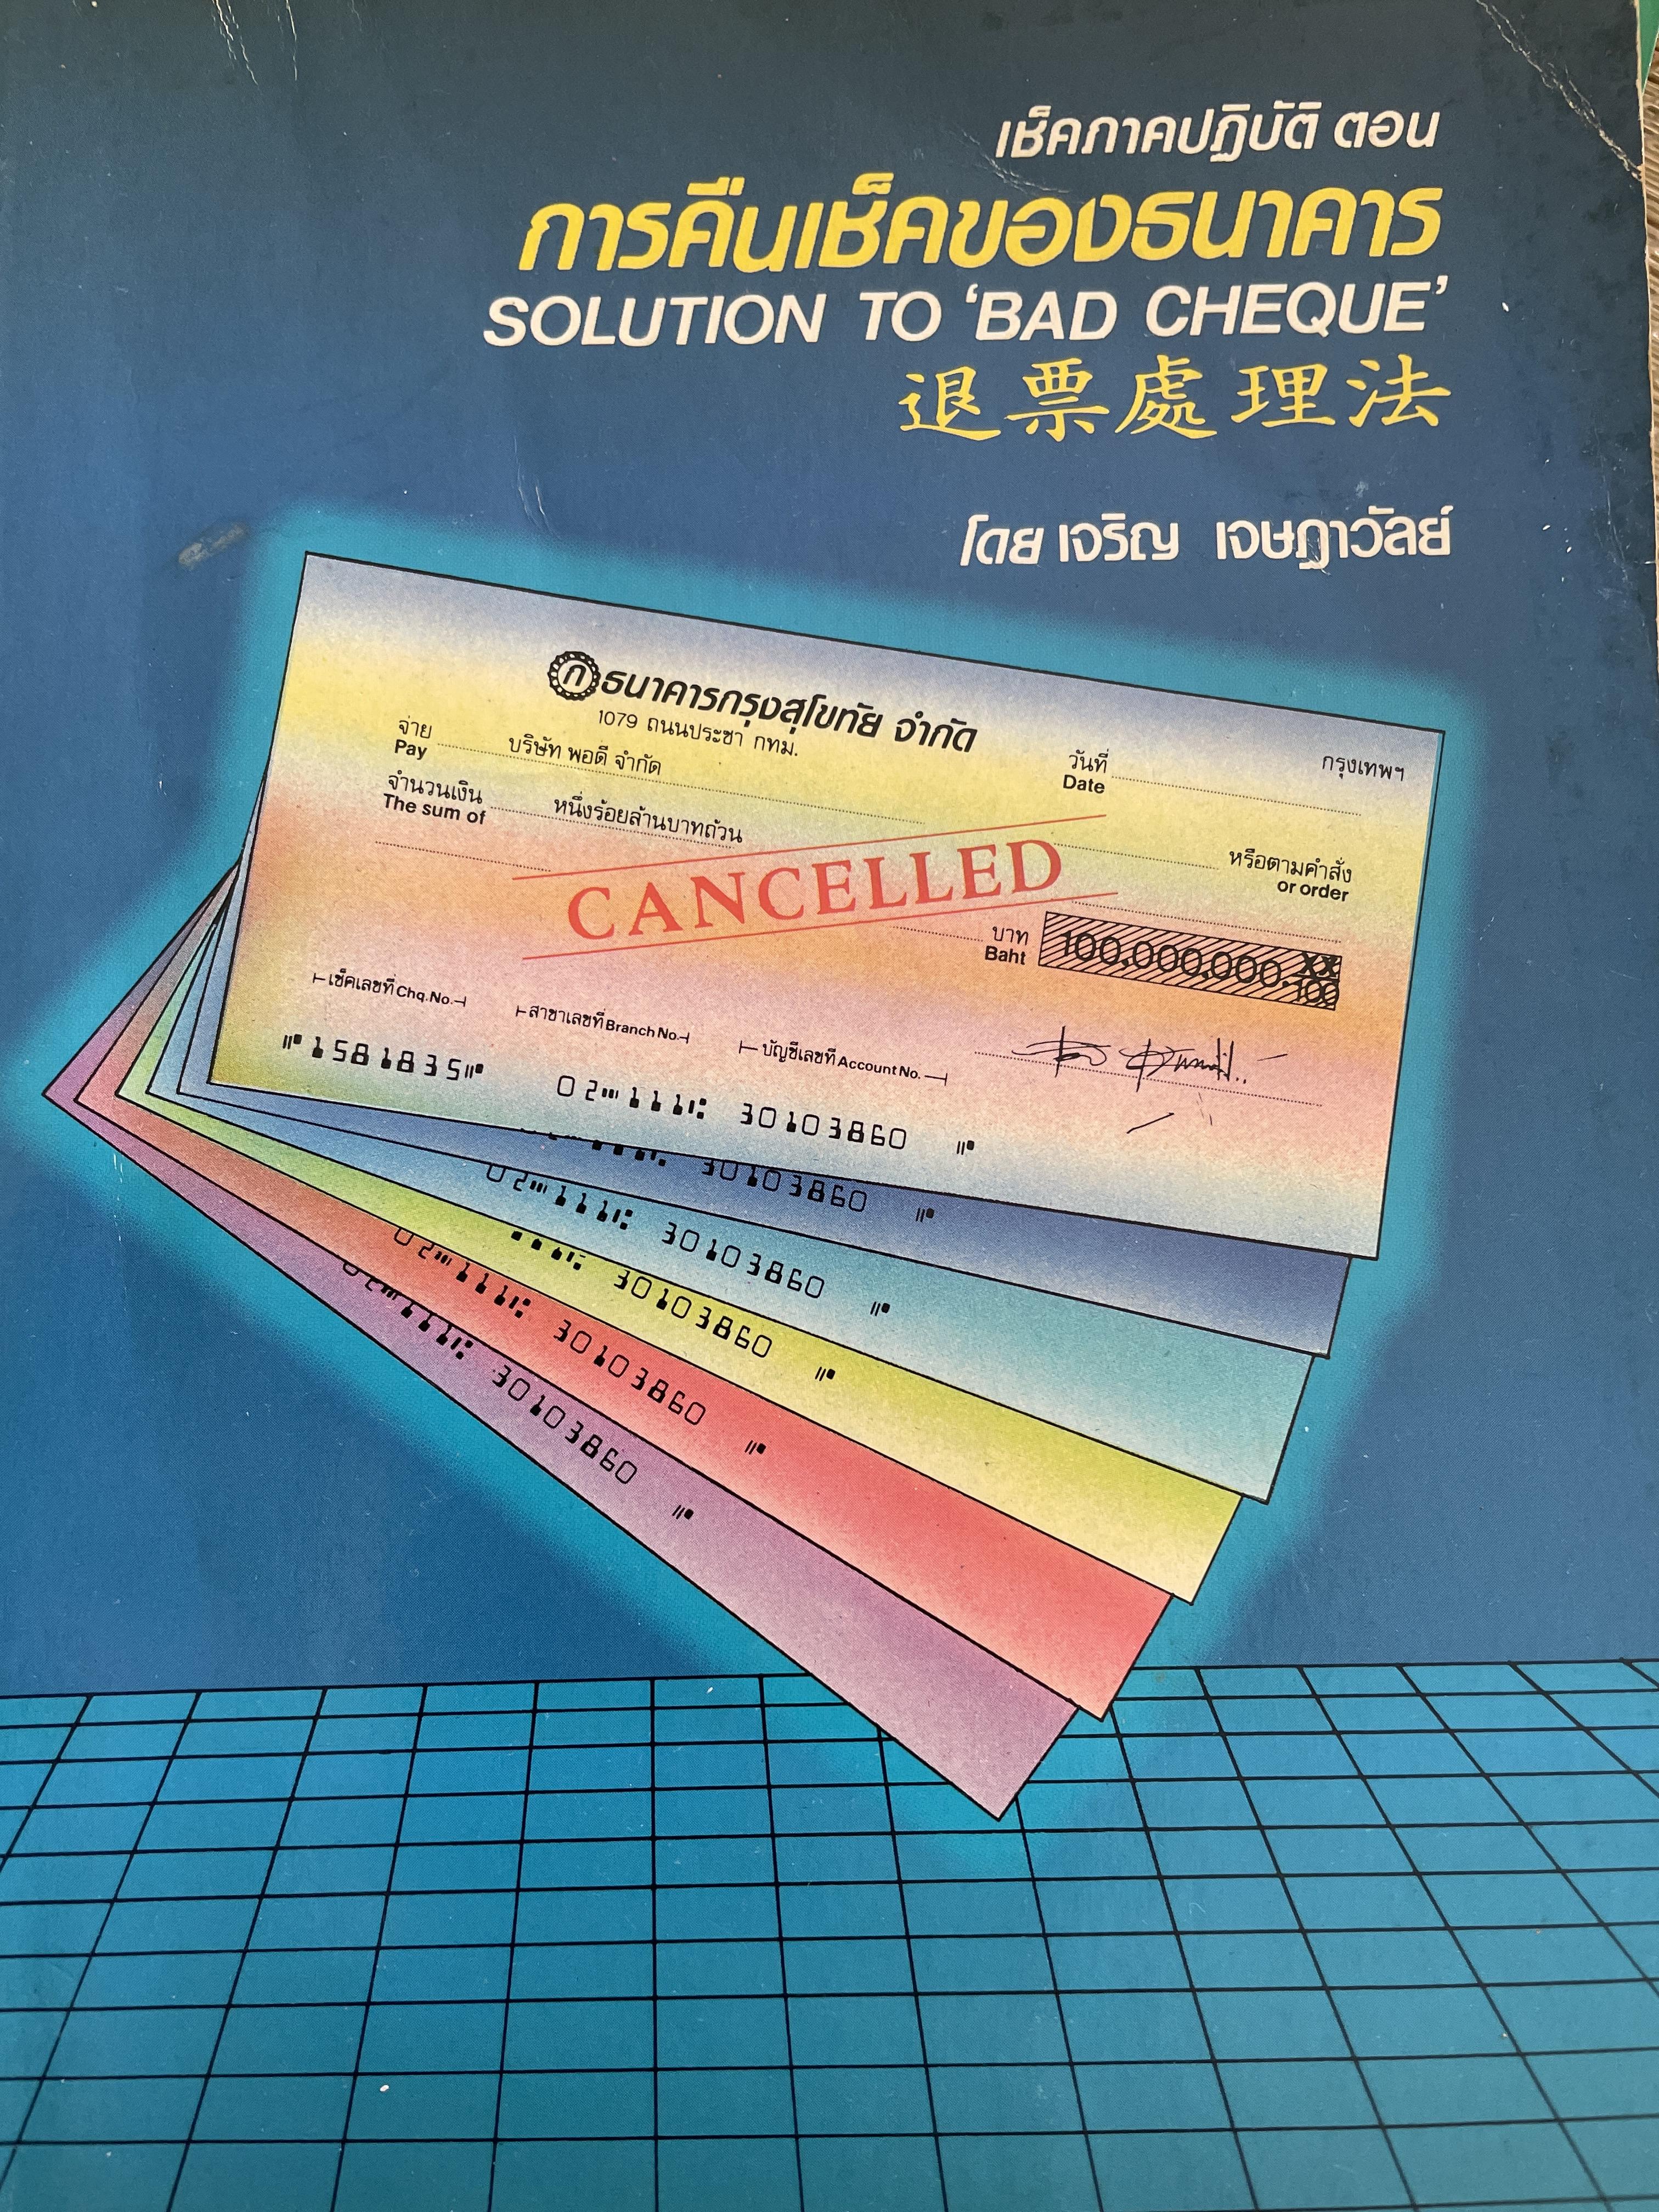 เช็คภาคปฏิบัติ ตอน
การคืนเช็คของธนาคาร
SOLUTION TO 'BAD CHEQUE'
退票處理法
โดย เจริญ เจษฎาวัลย์
ก ธนาคารกรุงสุโขทัย จำกัด
1079 ถนนประชา กทม.
กรุงเทพฯ
วันที่
Date
จ่าย บริษัท พอดี จำกัด
Pay
หรือตามคำสั่ง
or order
จำนวนเงิน หนึ่งร้อยล้านบาทถ้วน
The sum of
CANCELLED
บาท 100,000,000.XX/100
Baht
เช็คเลขที่ Chq.No.
สาขาเลขที่ Branch No.
บัญชีเลขที่ Account No.
⑈1581835⑈ 02⑉111⑆ 30103860 ⑈
30103860 ⑈
02⑉111⑆ 30103860 ⑈
30103860 ⑈
02⑉111⑆ 30103860 ⑈
02⑉111⑆ 30103860 ⑈